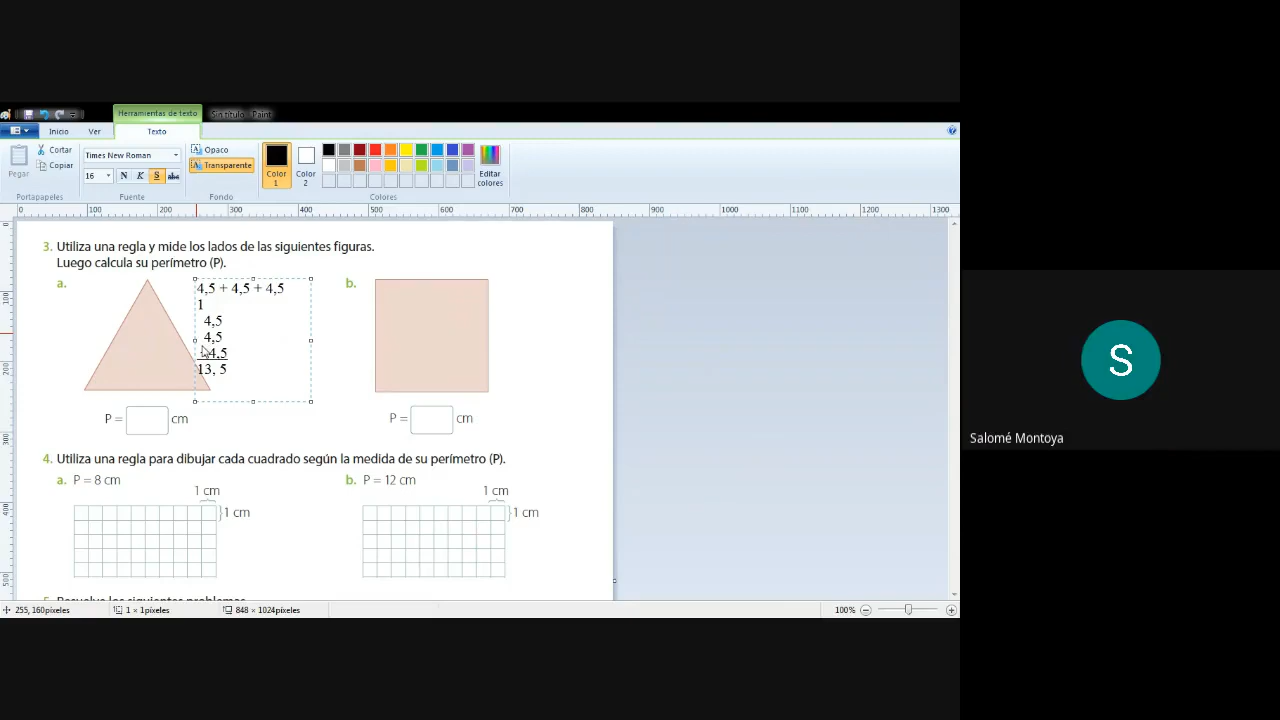 Herramientas de texto
Sin título - Paint
Inicio
Ver
Texto
Pegar
Cortar
Copiar
Portapapeles
Times New Roman
16
N
K
S
abc
Fuente
Opaco
Transparente
Fondo
Color 1
Color 2
Editar colores
Colores
0
100
200
300
400
500
600
700
800
900
1000
1100
1200
1300
3. Utiliza una regla y mide los lados de las siguientes figuras.
Luego calcula su perímetro (P).
a.
4,5 + 4,5 + 4,5
1
4,5
4,5
4,5
13, 5
P =
cm
b.
P =
cm
4. Utiliza una regla para dibujar cada cuadrado según la medida de su perímetro (P).
a. P = 8 cm
1 cm
1 cm
b. P = 12 cm
1 cm
1 cm
5. Resuelve los siguientes problemas
255, 160píxeles
1 × 1píxeles
848 × 1024píxeles
100%
S
Salomé Montoya